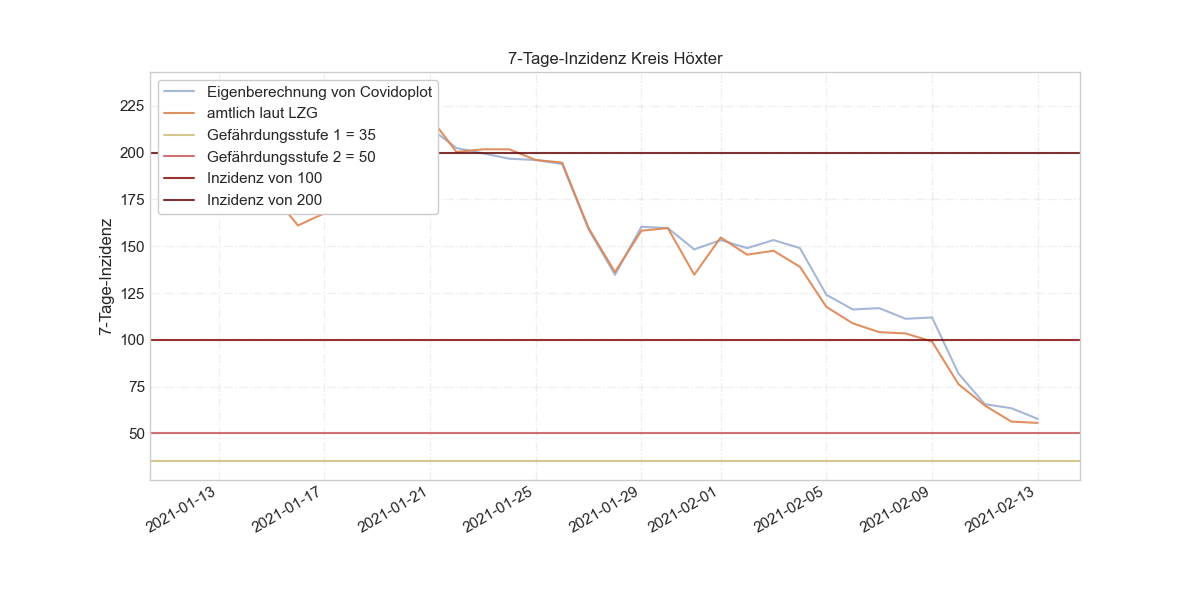 7-Tage-Inzidenz Kreis Höxter
Eigenberechnung von Covidoplot
amtlich laut LZG
Gefährdungsstufe 1 = 35
Gefährdungsstufe 2 = 50
Inzidenz von 100
Inzidenz von 200
7-Tage-Inzidenz
225
200
175
150
125
100
75
50
2021-01-13
2021-01-17
2021-01-21
2021-01-25
2021-01-29
2021-02-01
2021-02-05
2021-02-09
2021-02-13